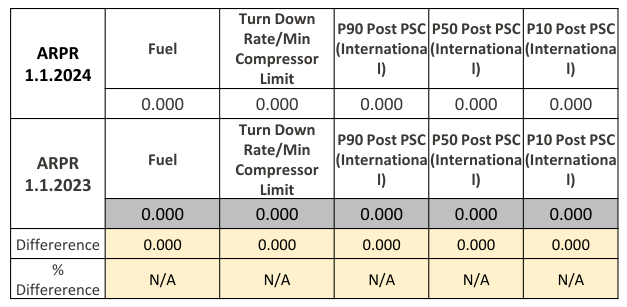 ARPR
1.1.2024
Fuel
Turn Down
Rate/Min
Compressor
Limit
P90 Post PSC
(Internationa
l)
P50 Post PSC
(Internationa
l)
P10 Post PSC
(Internationa
l)
0.000 0.000 0.000 0.000 0.000
ARPR
1.1.2023
Fuel
Turn Down
Rate/Min
Compressor
Limit
P90 Post PSC
(Internationa
l)
P50 Post PSC
(Internationa
l)
P10 Post PSC
(Internationa
l)
0.000 0.000 0.000 0.000 0.000
Differerence 0.000 0.000 0.000 0.000 0.000
%
Differerence
N/A N/A N/A N/A N/A